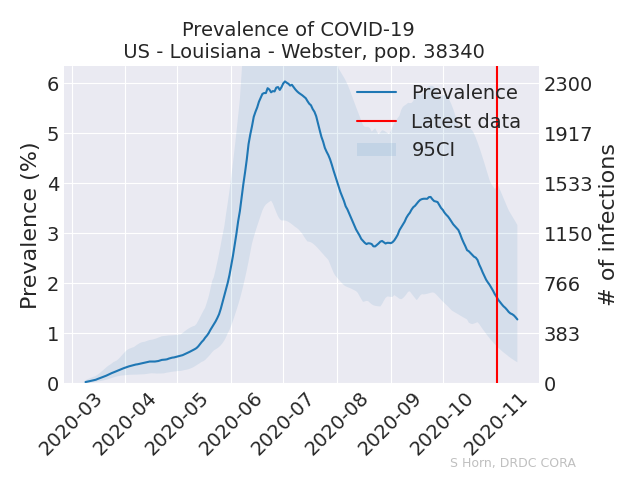 Prevalence of COVID-19
US - Louisiana - Webster, pop. 38340
Prevalence (%)
6
5
4
3
2
1
0
Prevalence
Latest data
95CI
2300
1917
1533
1150
766
383
0
# of infections
2020-03
2020-04
2020-05
2020-06
2020-07
2020-08
2020-09
2020-10
2020-11
S Horn, DRDC CORA